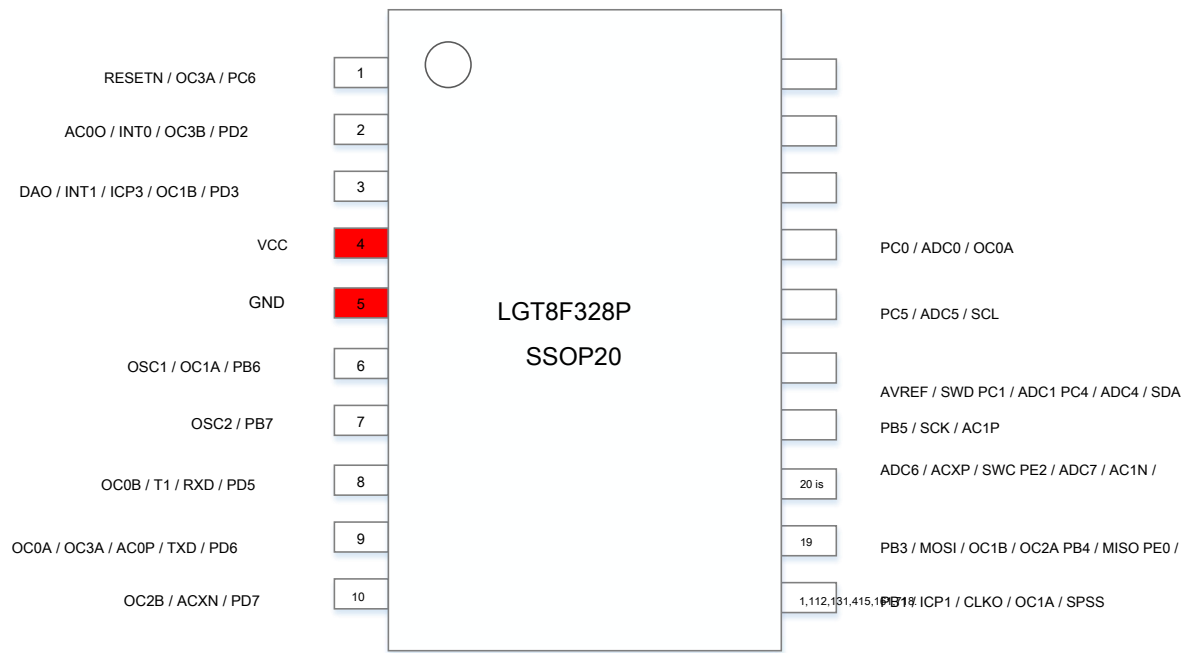 RESETN / OC3A / PC6
1
AC0O / INT0 / OC3B / PD2
2
DAO / INT1 / ICP3 / OC1B / PD3
3
VCC
4
PC0 / ADC0 / OC0A
GND
5
LGT8F328P
PC5 / ADC5 / SCL
SSOP20
OSC1 / OC1A / PB6
6
AVREF / SWD PC1 / ADC1 PC4 / ADC4 / SDA
OSC2 / PB7
7
PB5 / SCK / AC1P
ADC6 / ACXP / SWC PE2 / ADC7 / AC1N /
OC0B / T1 / RXD / PD5
8
20 is
OC0A / OC3A / AC0P / TXD / PD6
9
19
PB3 / MOSI / OC1B / OC2A PB4 / MISO PE0 /
OC2B / ACXN / PD7
10
PB1 / ICP1 / CLKO / OC1A / SPSS